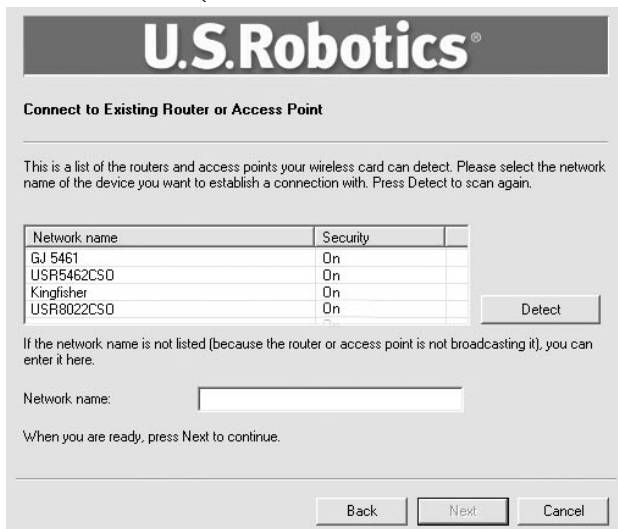 U.S.Robotics®
Connect to Existing Router or Access Point
This is a list of the routers and access points your wireless card can detect. Please select the network
name of the device you want to establish a connection with. Press Detect to scan again.
Network name Security
GJ 5461 On
USR5462CSO On
Kingfisher On
USR8022CSO On
Detect
If the network name is not listed (because the router or access point is not broadcasting it), you can
enter it here.
Network name:
When you are ready, press Next to continue.
Back Next Cancel